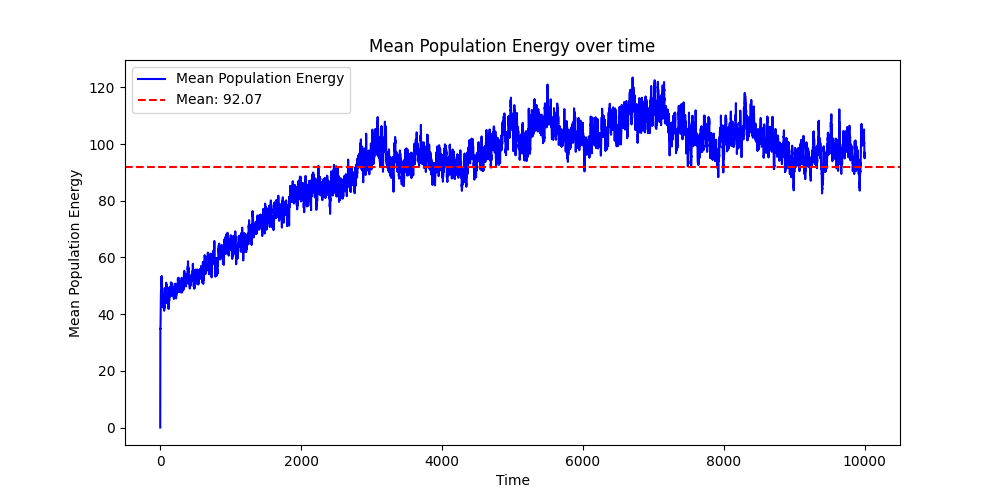 Mean Population Energy over time
Mean Population Energy
Mean: 92.07
120
100
80
60
40
20
0
Mean Population Energy
0 2000 4000 6000 8000 10000
Time